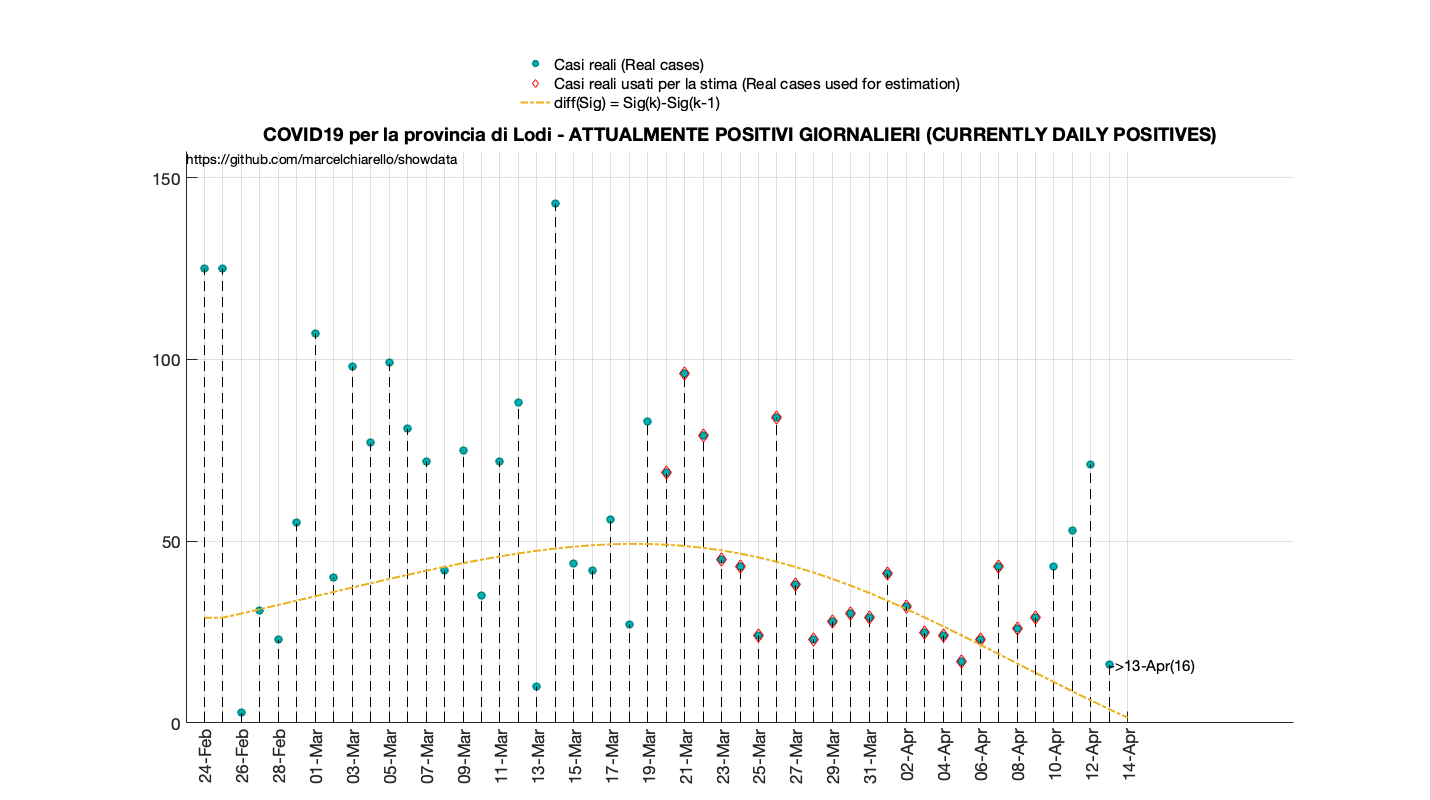 Casi reali (Real cases)
Casi reali usati per la stima (Real cases used for estimation)
diff(Sig) = Sig(k)-Sig(k-1)
COVID19 per la provincia di Lodi - ATTUALMENTE POSITIVI GIORNALIERI (CURRENTLY DAILY POSITIVES)
https://github.com/marcelchiarello/showdata
150
100
50
0
->13-Apr(16)
24-Feb
26-Feb
28-Feb
01-Mar
03-Mar
05-Mar
07-Mar
09-Mar
11-Mar
13-Mar
15-Mar
17-Mar
19-Mar
21-Mar
23-Mar
25-Mar
27-Mar
29-Mar
31-Mar
02-Apr
04-Apr
06-Apr
08-Apr
10-Apr
12-Apr
14-Apr